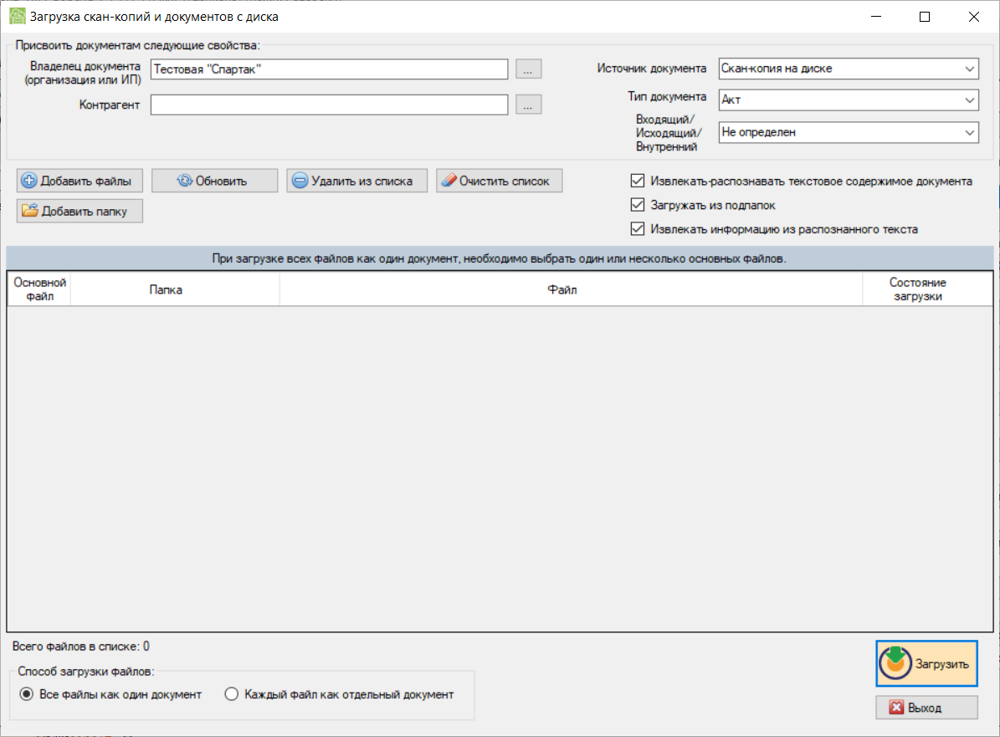 Загрузка скан-копий и документов с диска
Присвоить документам следующие свойства:
Владелец документа
(организация или ИП)
Тестовая "Спартак"
...
Контрагент
...
Источник документа
Скан-копия на диске
Тип документа
Акт
Входящий/
Исходящий/
Внутренний
Не определен
Добавить файлы
Обновить
Удалить из списка
Очистить список
Добавить папку
Извлекать-распознавать текстовое содержимое документа
Загружать из подпапок
Извлекать информацию из распознанного текста
При загрузке всех файлов как один документ, необходимо выбрать один или несколько основных файлов.
Основной
файл
Папка
Файл
Состояние
загрузки
Всего файлов в списке: 0
Способ загрузки файлов:
Все файлы как один документ
Каждый файл как отдельный документ
Загрузить
Выход